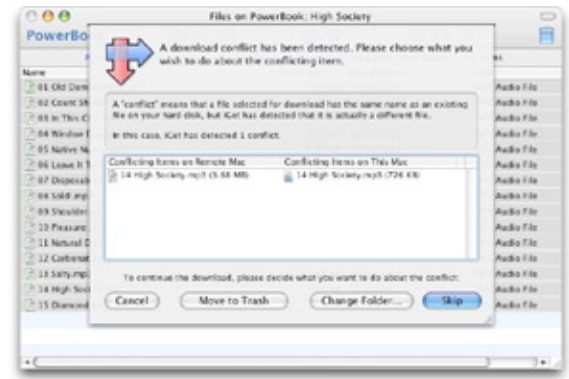 Files on PowerBook: High Society
PowerBo
Name
A download conflict has been detected. Please choose what you
wish to do about the conflicting item.
A "conflict" means that a file selected for download has the same name as an existing
file on your hard disk, but iGet has detected that it is actually a different file.
In this case, iGet has detected 1 conflict.
Conflicting Items on Remote Mac Conflicting Items on This Mac
14 High Society.mp3 (3.68 MB) 14 High Society.mp3 (726 KB)
To continue the download, please decide what you want to do about the conflict:
Cancel Move to Trash Change Folder... Skip
01 Old Dom Audio File
02 Count Sh Audio File
03 In This C Audio File
04 Window Audio File
05 Native Na Audio File
06 Leave It T Audio File
07 Disposab Audio File
08 Sold!.mp Audio File
09 Shoulder Audio File
10 Pleasure Audio File
11 Natural D Audio File
12 Carbonat Audio File
13 Salty.mp Audio File
14 High Soci Audio File
15 Diamond Audio File